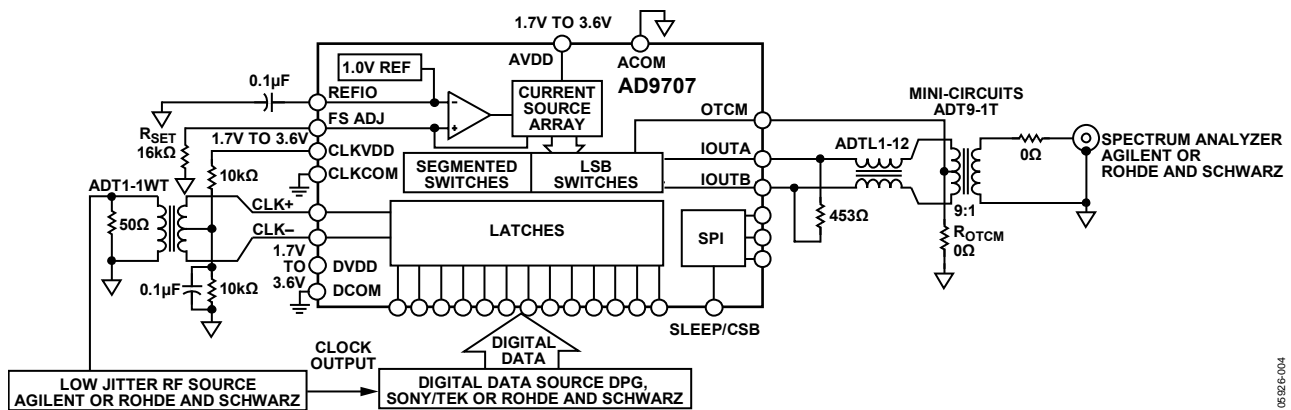 1.7V TO 3.6V
AVDD
ACOM
1.0V REF
AD9707
0.1µF
REFIO
CURRENT
SOURCE
ARRAY
OTCM
MINI-CIRCUITS
ADT9-1T
FS ADJ
RSET
16kΩ
1.7V TO 3.6V
CLKVDD
CLKCOM
10kΩ
SEGMENTED
SWITCHES
LSB
SWITCHES
IOUTA
IOUTB
ADTL1-12
0Ω
SPECTRUM ANALYZER
AGILENT OR
ROHDE AND SCHWARZ
ADT1-1WT
50Ω
CLK+
CLK–
LATCHES
SPI
453Ω
9:1
ROTCM
0Ω
1.7V
TO
3.6V
DVDD
DCOM
0.1µF
10kΩ
SLEEP/CSB
DIGITAL
DATA
CLOCK
OUTPUT
LOW JITTER RF SOURCE
AGILENT OR ROHDE AND SCHWARZ
DIGITAL DATA SOURCE DPG,
SONY/TEK OR ROHDE AND SCHWARZ
05926-004